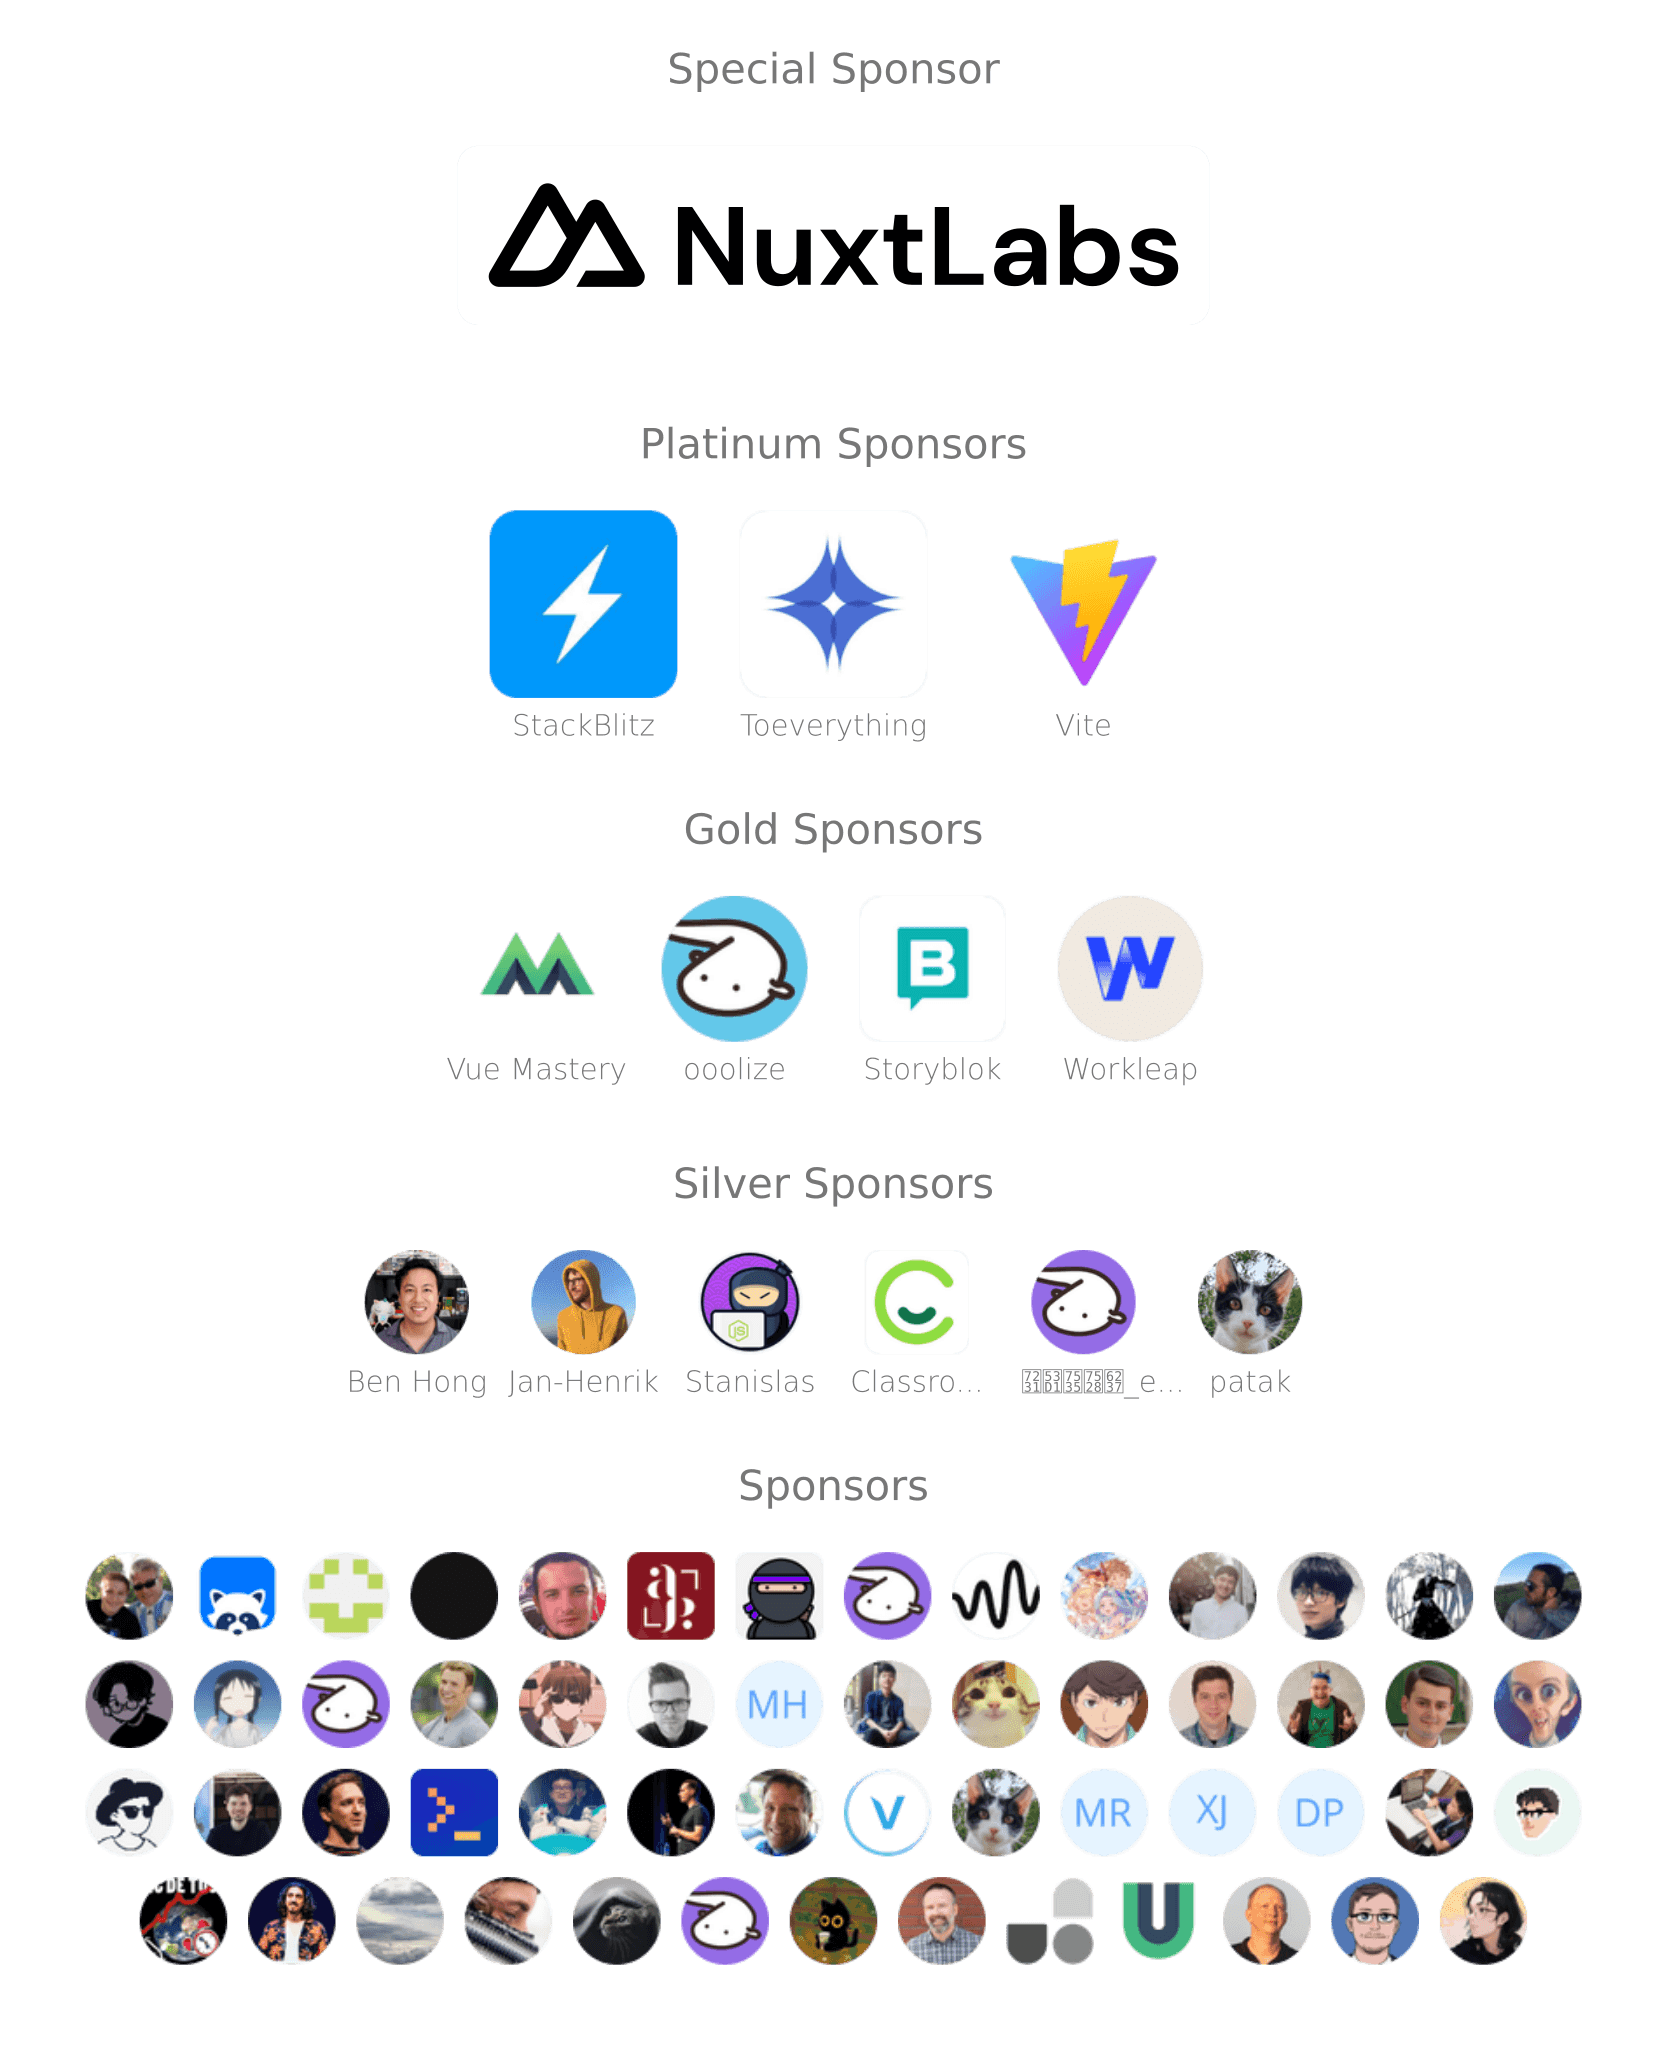 Special Sponsor
NuxtLabs
Platinum Sponsors
StackBlitz Toeverything Vite
Gold Sponsors
Vue Mastery ooolize Storyblok Workleap
Silver Sponsors
Ben Hong Jan-Henrik Stanislas Classro... _e... patak
Sponsors
MH
MR XJ DP